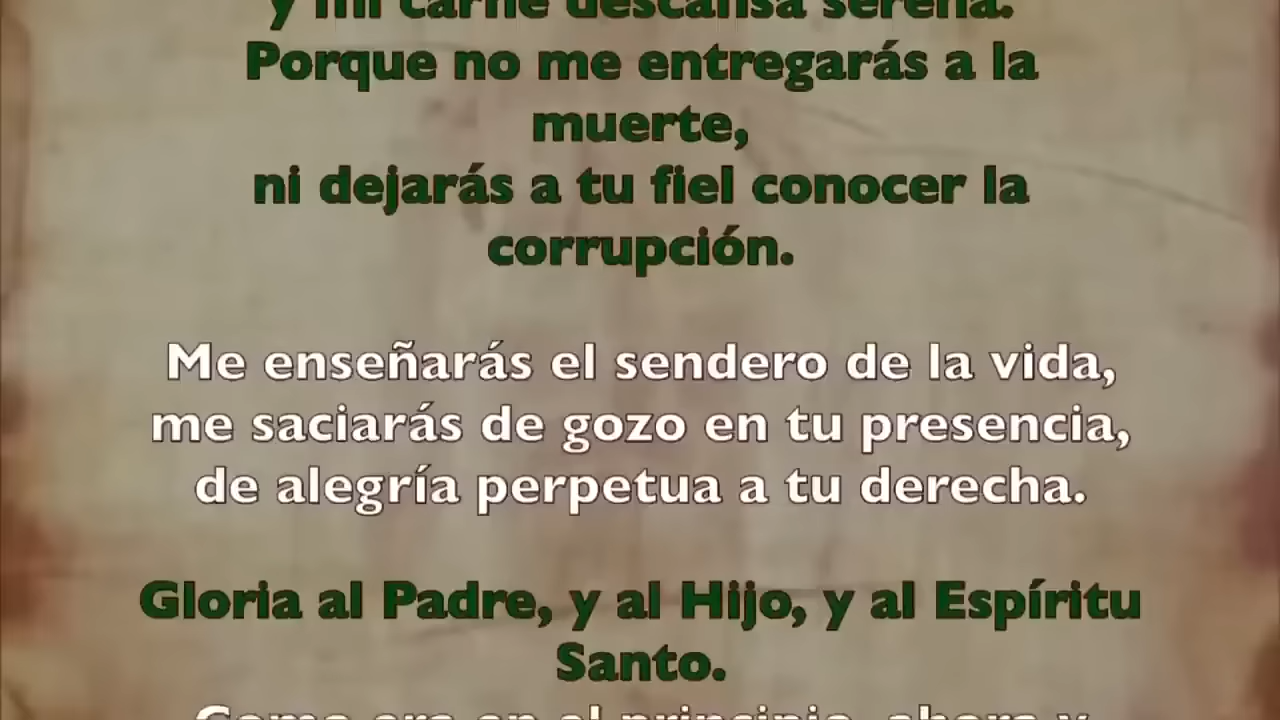 y mi carne descansa serena.
Porque no me entregarás a la
muerte,
ni dejarás a tu fiel conocer la
corrupción.
Me enseñarás el sendero de la vida,
me saciarás de gozo en tu presencia,
de alegría perpetua a tu derecha.
Gloria al Padre, y al Hijo, y al Espíritu
Santo.
Como era en el principio, ahora y